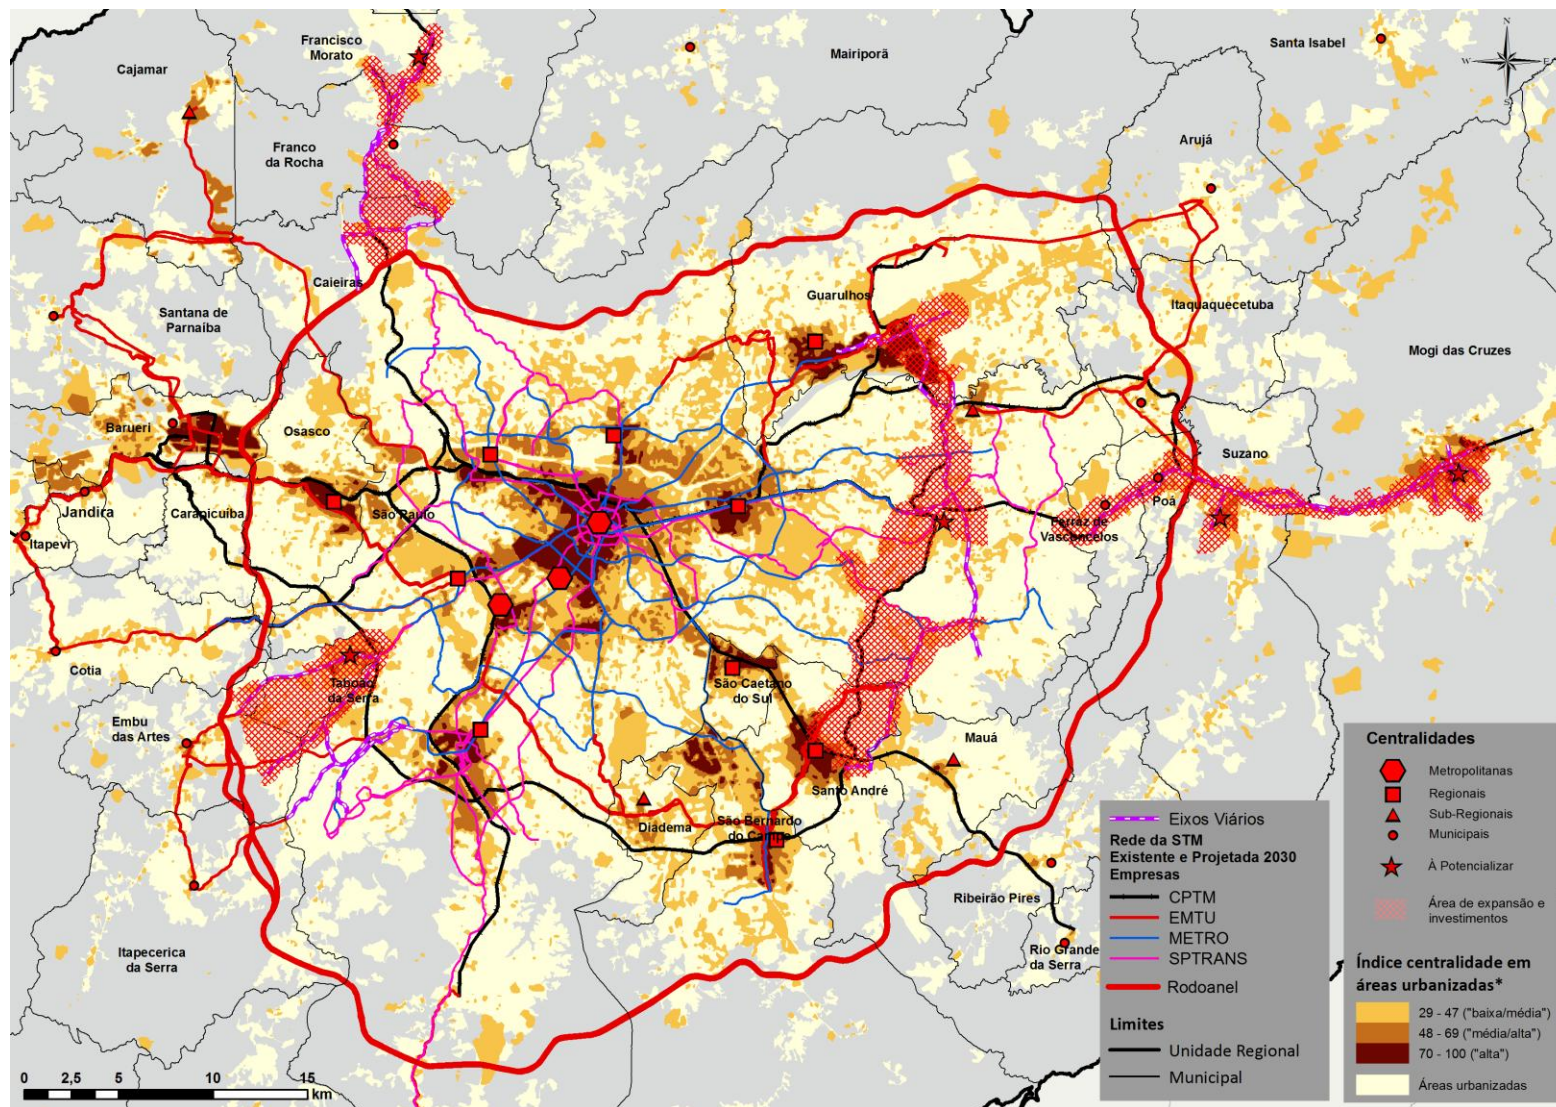 Francisco
Morato
Cajamar
Mairiporã
Santa Isabel
N
W
E
S
Franco
da Rocha
Arujá
Caieiras
Guarulhos
Itaquaquecetuba
Santana de
Parnaíba
Mogi das Cruzes
Barueri
Osasco
Suzano
Jandira
Carapicuíba
São Paulo
Poá
Ferraz de
Vasconcelos
Itapevi
Cotia
Taboão
da Serra
São Caetano
do Sul
Embu
das Artes
Mauá
Santo André
Diadema
São Bernardo
do Campo
Ribeirão Pires
Itapecerica
da Serra
Rio Grande
da Serra
Centralidades
Metropolitanas
Regionais
Sub-Regionais
Municipais
À Potencializar
Área de expansão e
investimentos
Índice centralidade em
áreas urbanizadas*
29 - 47 ("baixa/média")
48 - 69 ("média/alta")
70 - 100 ("alta")
Áreas urbanizadas
Eixos Viários
Rede da STM
Existente e Projetada 2030
Empresas
CPTM
EMTU
METRO
SPTRANS
Rodoanel
Limites
Unidade Regional
Municipal
0 2,5 5 10 15
km